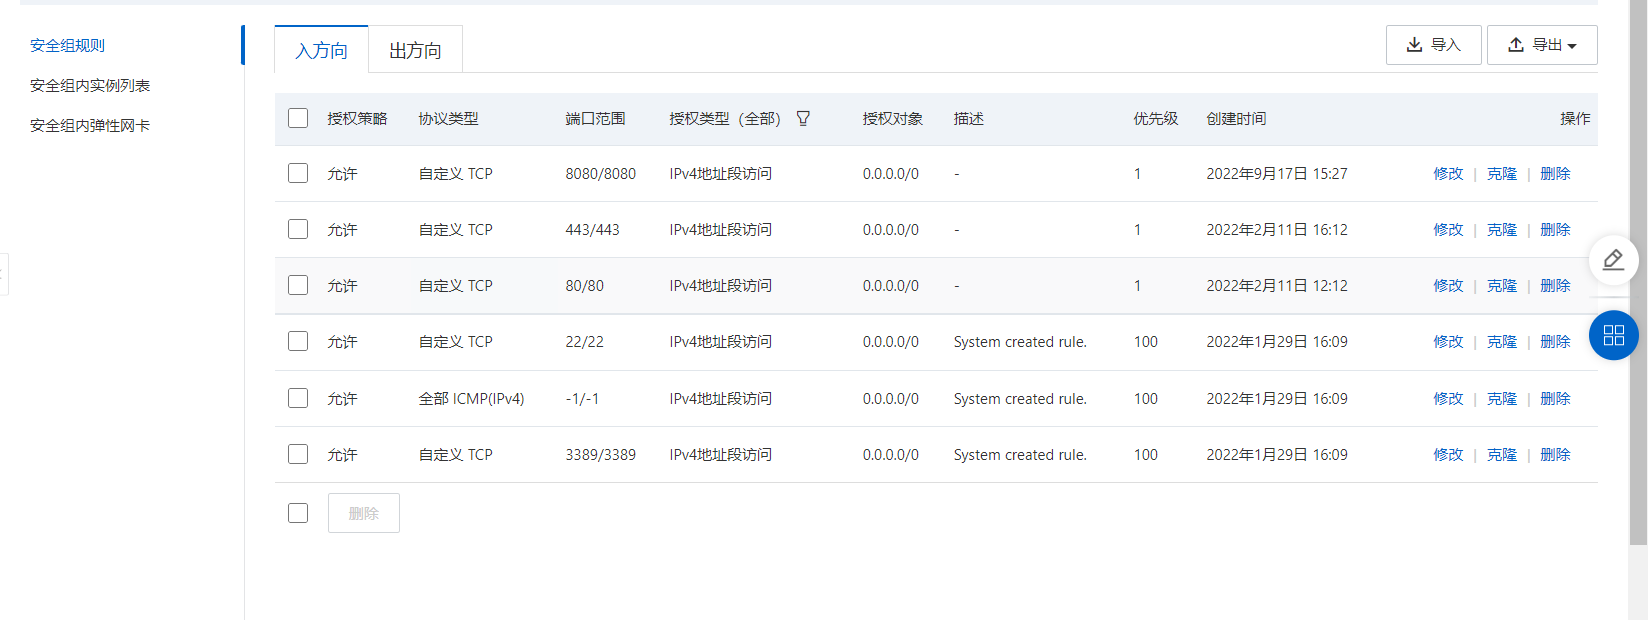 安全组规则
安全组内实例列表
安全组内弹性网卡
入方向 出方向 导入 导出
授权策略 协议类型 端口范围 授权类型（全部） 授权对象 描述 优先级 创建时间 操作
允许 自定义 TCP 8080/8080 IPv4地址段访问 0.0.0.0/0 - 1 2022年9月17日 15:27 修改 | 克隆 | 删除
允许 自定义 TCP 443/443 IPv4地址段访问 0.0.0.0/0 - 1 2022年2月11日 16:12 修改 | 克隆 | 删除
允许 自定义 TCP 80/80 IPv4地址段访问 0.0.0.0/0 - 1 2022年2月11日 12:12 修改 | 克隆 | 删除
允许 自定义 TCP 22/22 IPv4地址段访问 0.0.0.0/0 System created rule. 100 2022年1月29日 16:09 修改 | 克隆 | 删除
允许 全部 ICMP(IPv4) -1/-1 IPv4地址段访问 0.0.0.0/0 System created rule. 100 2022年1月29日 16:09 修改 | 克隆 | 删除
允许 自定义 TCP 3389/3389 IPv4地址段访问 0.0.0.0/0 System created rule. 100 2022年1月29日 16:09 修改 | 克隆 | 删除
删除